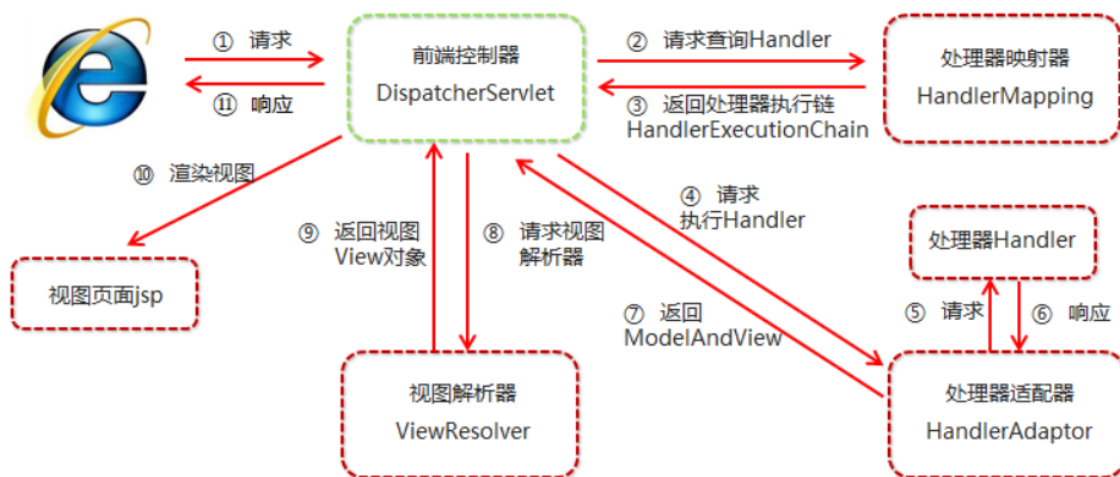 ① 请求
前端控制器
DispatcherServlet
② 请求查询Handler
处理器映射器
HandlerMapping
⑪ 响应
③ 返回处理器执行链
HandlerExecutionChain
⑩ 渲染视图
④ 请求
执行Handler
⑨ 返回视图
View对象
⑧ 请求视图
解析器
处理器Handler
视图页面jsp
⑦ 返回
ModelAndView
⑤ 请求
⑥ 响应
视图解析器
ViewResolver
处理器适配器
HandlerAdaptor